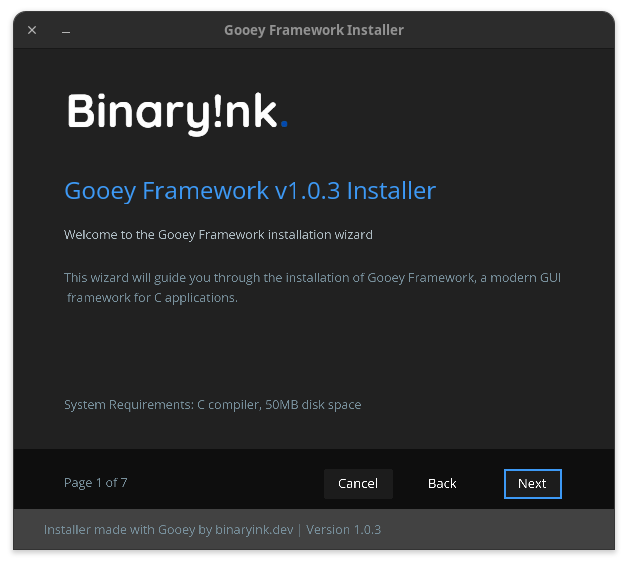 Gooey Framework Installer
Binary!nk.
Gooey Framework v1.0.3 Installer
Welcome to the Gooey Framework installation wizard
This wizard will guide you through the installation of Gooey Framework, a modern GUI
framework for C applications.
System Requirements: C compiler, 50MB disk space
Page 1 of 7
Cancel
Back
Next
Installer made with Gooey by binaryink.dev | Version 1.0.3